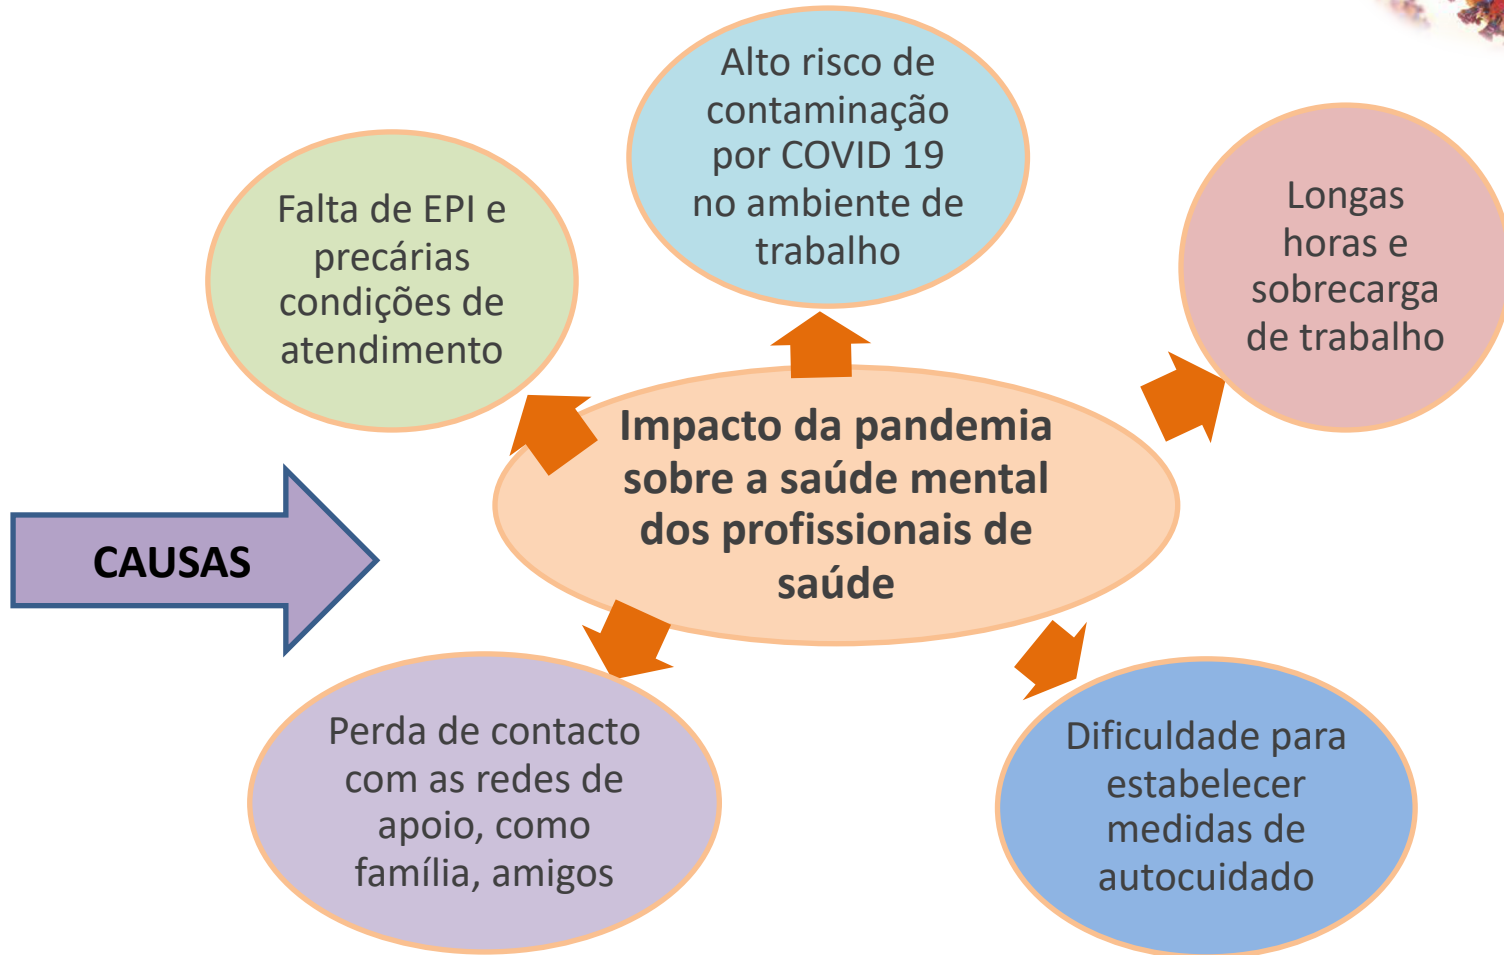 Alto risco de
contaminação
por COVID 19
no ambiente de
trabalho
Falta de EPI e
precárias
condições de
atendimento
Longas
horas e
sobrecarga
de trabalho
Impacto da pandemia
sobre a saúde mental
dos profissionais de
saúde
CAUSAS
Perda de contacto
com as redes de
apoio, como
família, amigos
Dificuldade para
estabelecer
medidas de
autocuidado